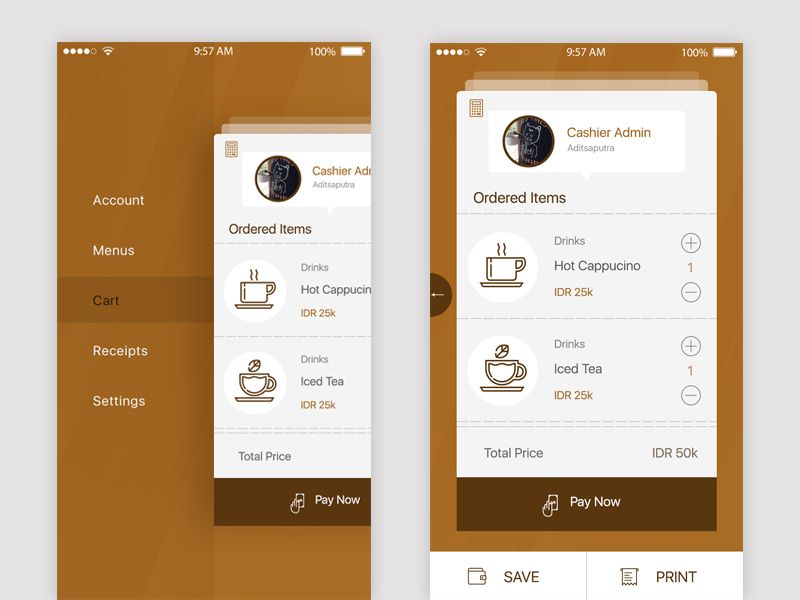 9:57 AM
100%
Account
Menus
Cart
Receipts
Settings
Cashier Adm
Aditsaputra
Ordered Items
Drinks
Hot Cappucin
IDR 25k
Drinks
Iced Tea
IDR 25k
Total Price
Pay Now
9:57 AM
100%
Cashier Admin
Aditsaputra
Ordered Items
Drinks
Hot Cappucino
1
IDR 25k
Drinks
Iced Tea
1
IDR 25k
Total Price IDR 50k
Pay Now
SAVE PRINT